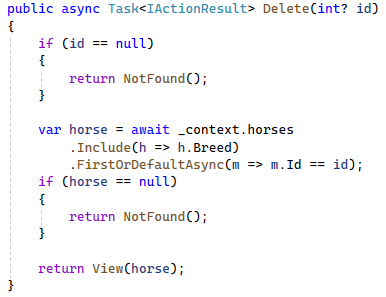 public async Task<IActionResult> Delete(int? id)
{
    if (id == null)
    {
        return NotFound();
    }

    var horse = await _context.horses
        .Include(h => h.Breed)
        .FirstOrDefaultAsync(m => m.Id == id);
    if (horse == null)
    {
        return NotFound();
    }

    return View(horse);
}